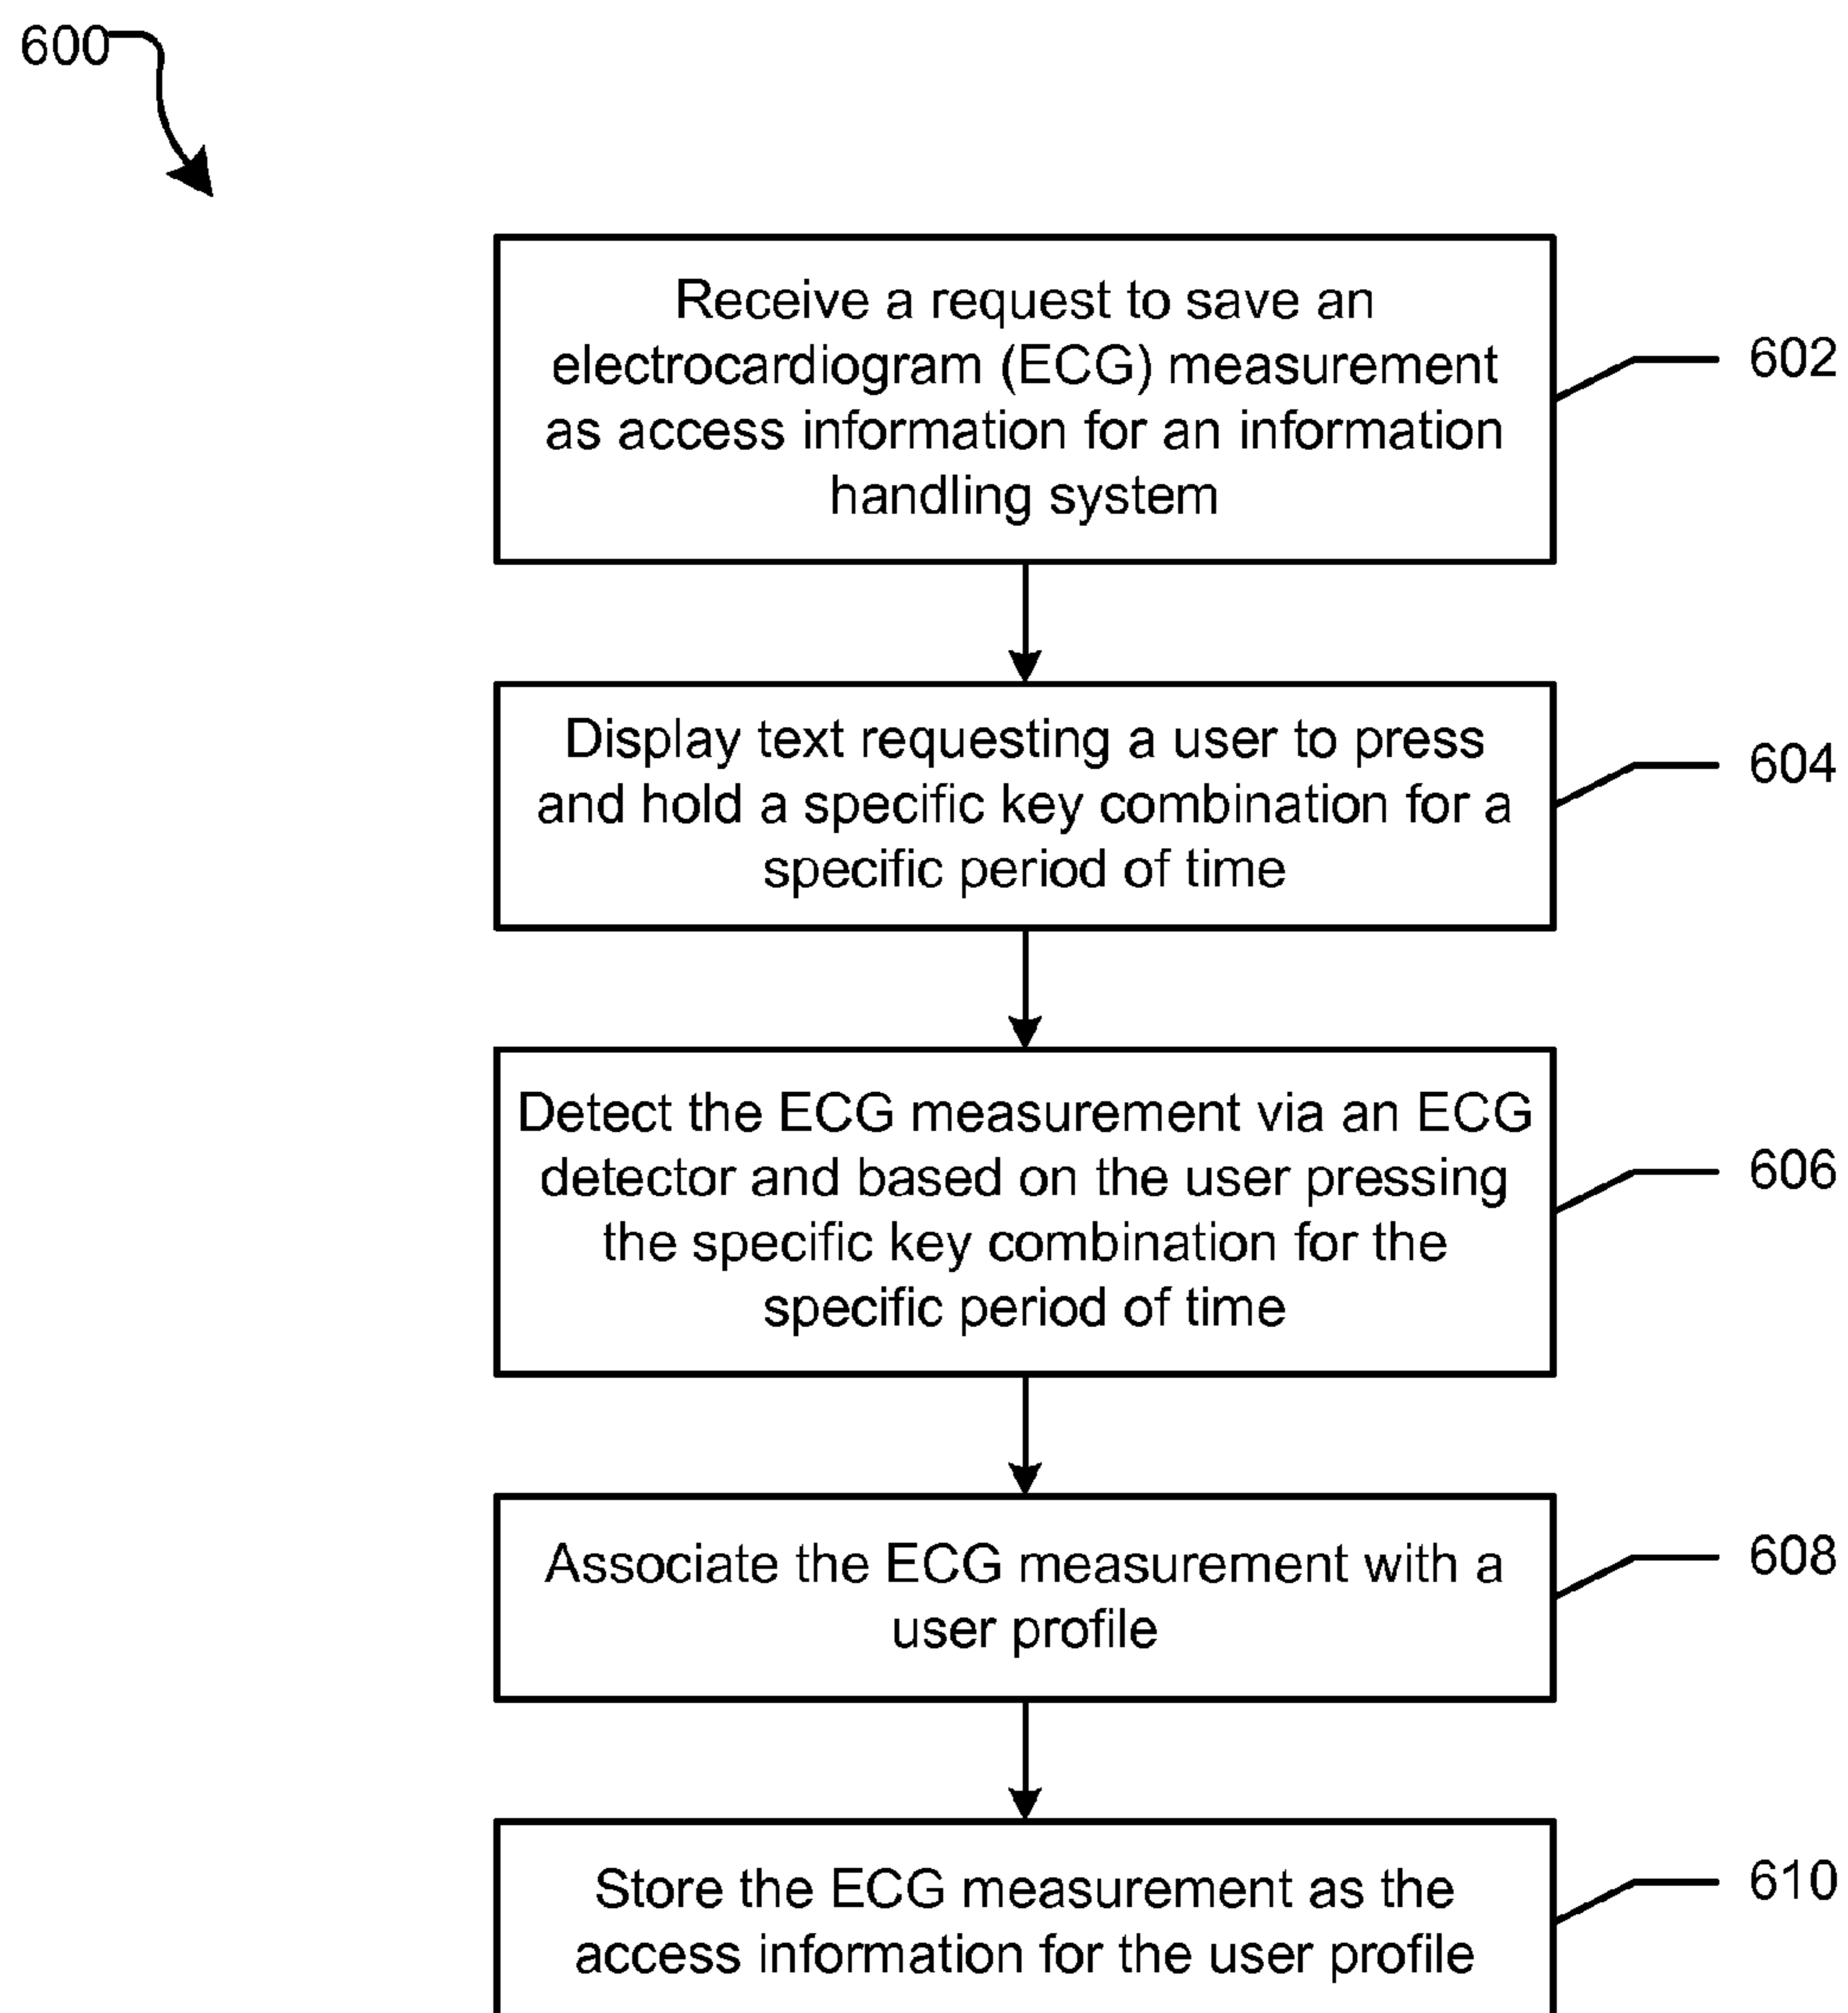 600
Receive a request to save an
electrocardiogram (ECG) measurement
as access information for an information
handling system
602
Display text requesting a user to press
and hold a specific key combination for a
specific period of time
604
Detect the ECG measurement via an ECG
detector and based on the user pressing
the specific key combination for the
specific period of time
606
Associate the ECG measurement with a
user profile
608
Store the ECG measurement as the
access information for the user profile
610